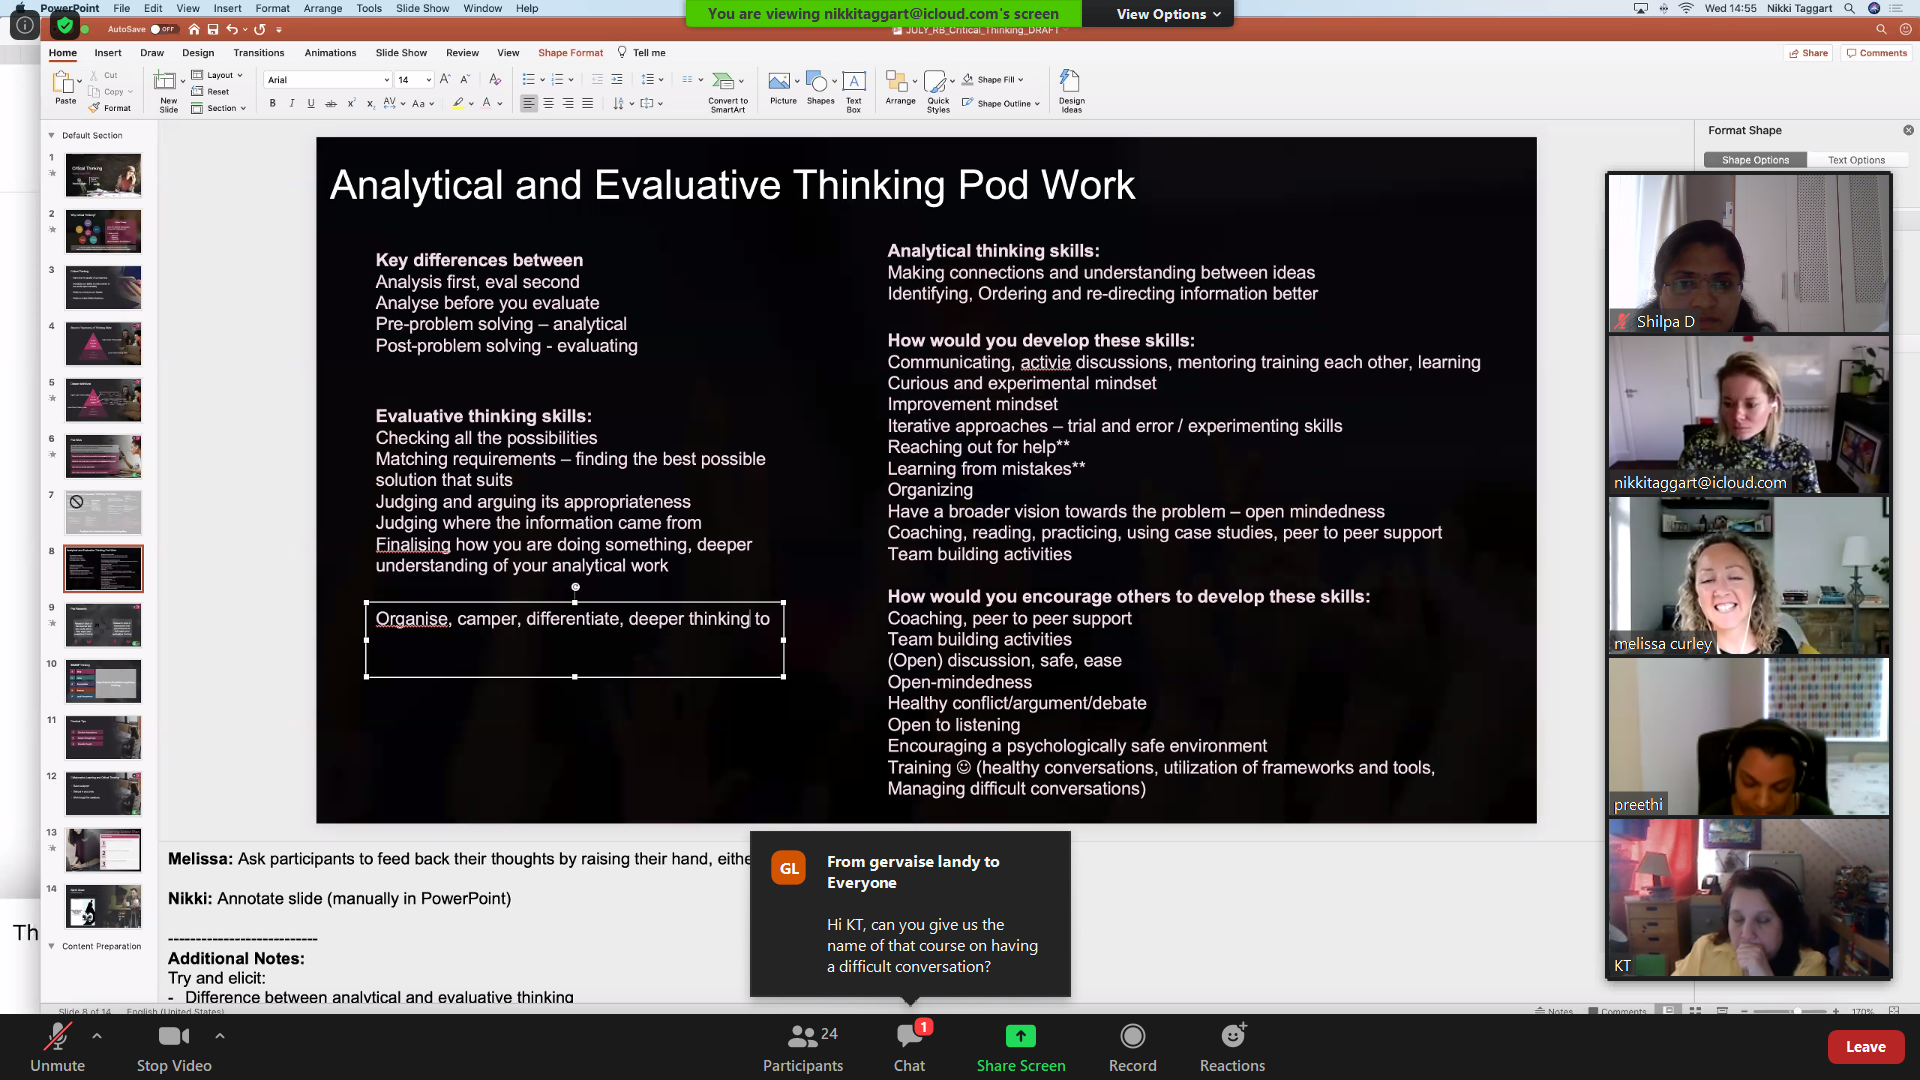 PowerPoint File Edit View Insert Format Arrange Tools Slide Show Window Help
You are viewing nikkitaggart@icloud.com's screen
View Options
Wed 14:55 Nikki Taggart
AutoSave OFF
JULY_RB_Critical_Thinking_DRAFT
Home Insert Draw Design Transitions Animations Slide Show Review View Shape Format Tell me
Share Comments
Paste
Cut
Copy
Format
New Slide
Layout
Reset
Section
Arial
14
Convert to SmartArt
Picture
Shapes
Text Box
Arrange
Quick Styles
Shape Fill
Shape Outline
Design Ideas
Default Section
1
2
3
4
5
6
7
8
9
10
11
12
13
14
Content Preparation
Analytical and Evaluative Thinking Pod Work
Key differences between
Analysis first, eval second
Analyse before you evaluate
Pre-problem solving – analytical
Post-problem solving - evaluating
Evaluative thinking skills:
Checking all the possibilities
Matching requirements – finding the best possible
solution that suits
Judging and arguing its appropriateness
Judging where the information came from
Finalising how you are doing something, deeper
understanding of your analytical work
Organise, camper, differentiate, deeper thinking to
Analytical thinking skills:
Making connections and understanding between ideas
Identifying, Ordering and re-directing information better
How would you develop these skills:
Communicating, activie discussions, mentoring training each other, learning
Curious and experimental mindset
Improvement mindset
Iterative approaches – trial and error / experimenting skills
Reaching out for help**
Learning from mistakes**
Organizing
Have a broader vision towards the problem – open mindedness
Coaching, reading, practicing, using case studies, peer to peer support
Team building activities
How would you encourage others to develop these skills:
Coaching, peer to peer support
Team building activities
(Open) discussion, safe, ease
Open-mindedness
Healthy conflict/argument/debate
Open to listening
Encouraging a psychologically safe environment
Training ☺ (healthy conversations, utilization of frameworks and tools,
Managing difficult conversations)
Format Shape
Shape Options Text Options
Shilpa D
nikkitaggart@icloud.com
melissa curley
preethi
KT
Th
Melissa: Ask participants to feed back their thoughts by raising their hand, eithe
Nikki: Annotate slide (manually in PowerPoint)
---------------------------
Additional Notes:
Try and elicit:
- Difference between analytical and evaluative thinking
GL
From gervaise landy to
Everyone
Hi KT, can you give us the
name of that course on having
a difficult conversation?
Slide 8 of 14 English (United States)
Notes Comments 170%
Unmute
Stop Video
24
Participants
1
Chat
Share Screen
Record
Reactions
Leave